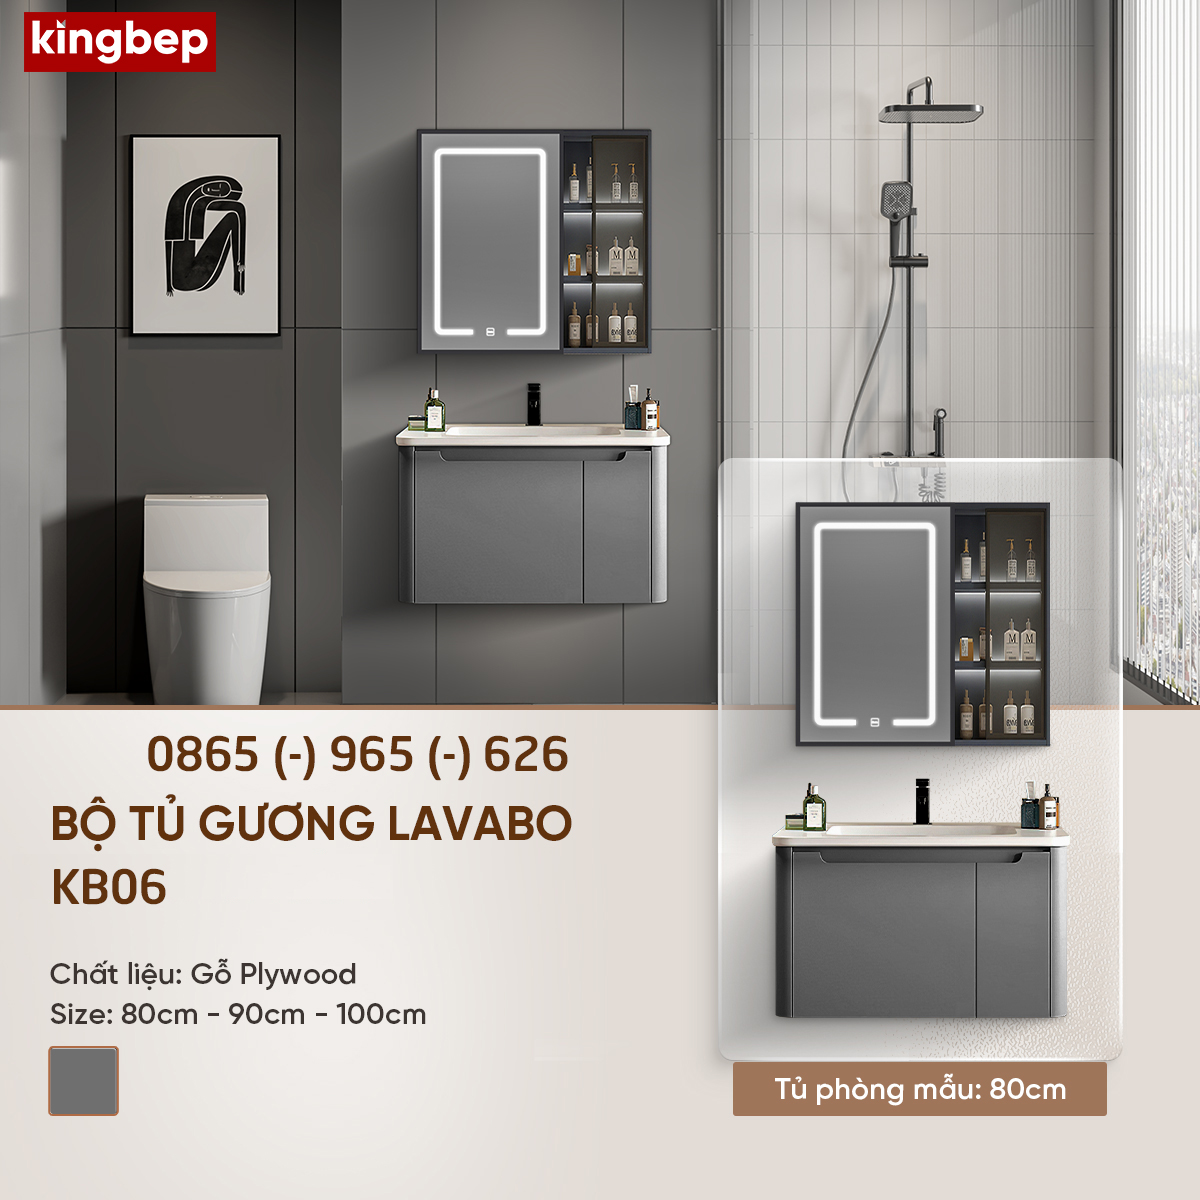 kingbep
0865 (-) 965 (-) 626
BỘ TỦ GƯƠNG LAVABO
KB06
Chất liệu: Gỗ Plywood
Size: 80cm - 90cm - 100cm
Tủ phòng mẫu: 80cm